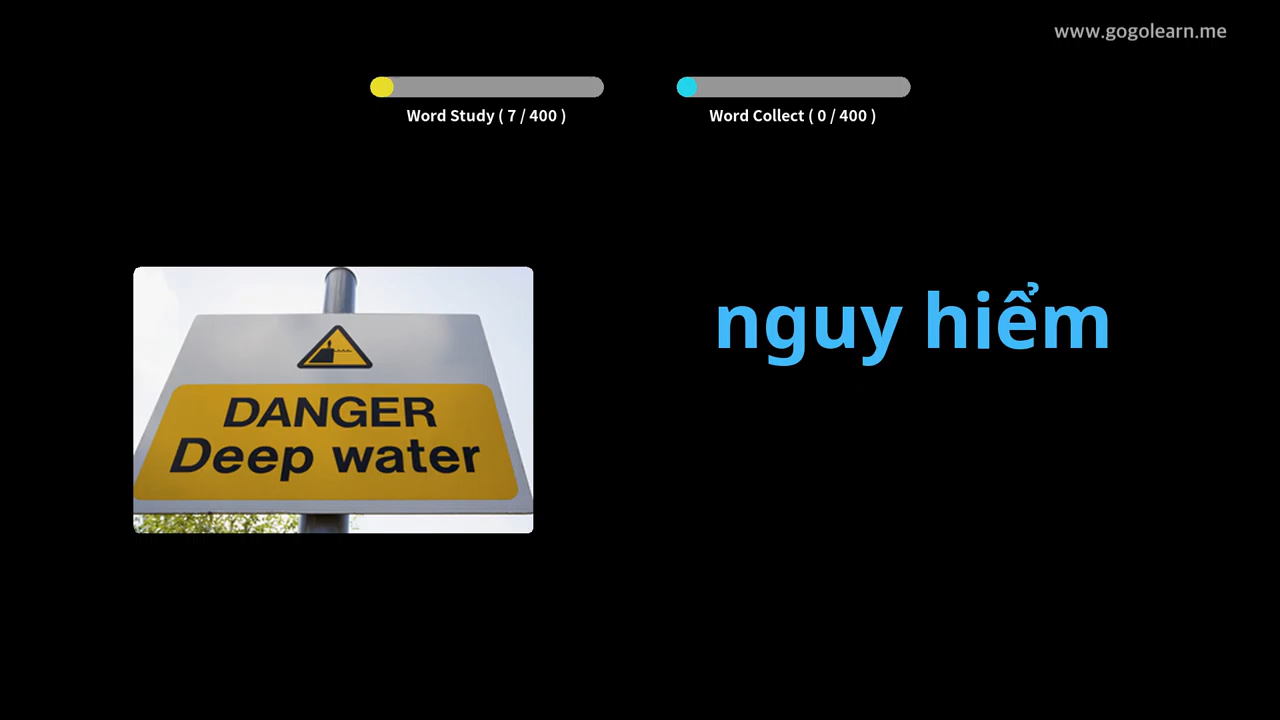 www.gogolearn.me
Word Study ( 7 / 400 )
Word Collect ( 0 / 400 )
nguy hiểm
DANGER
Deep water